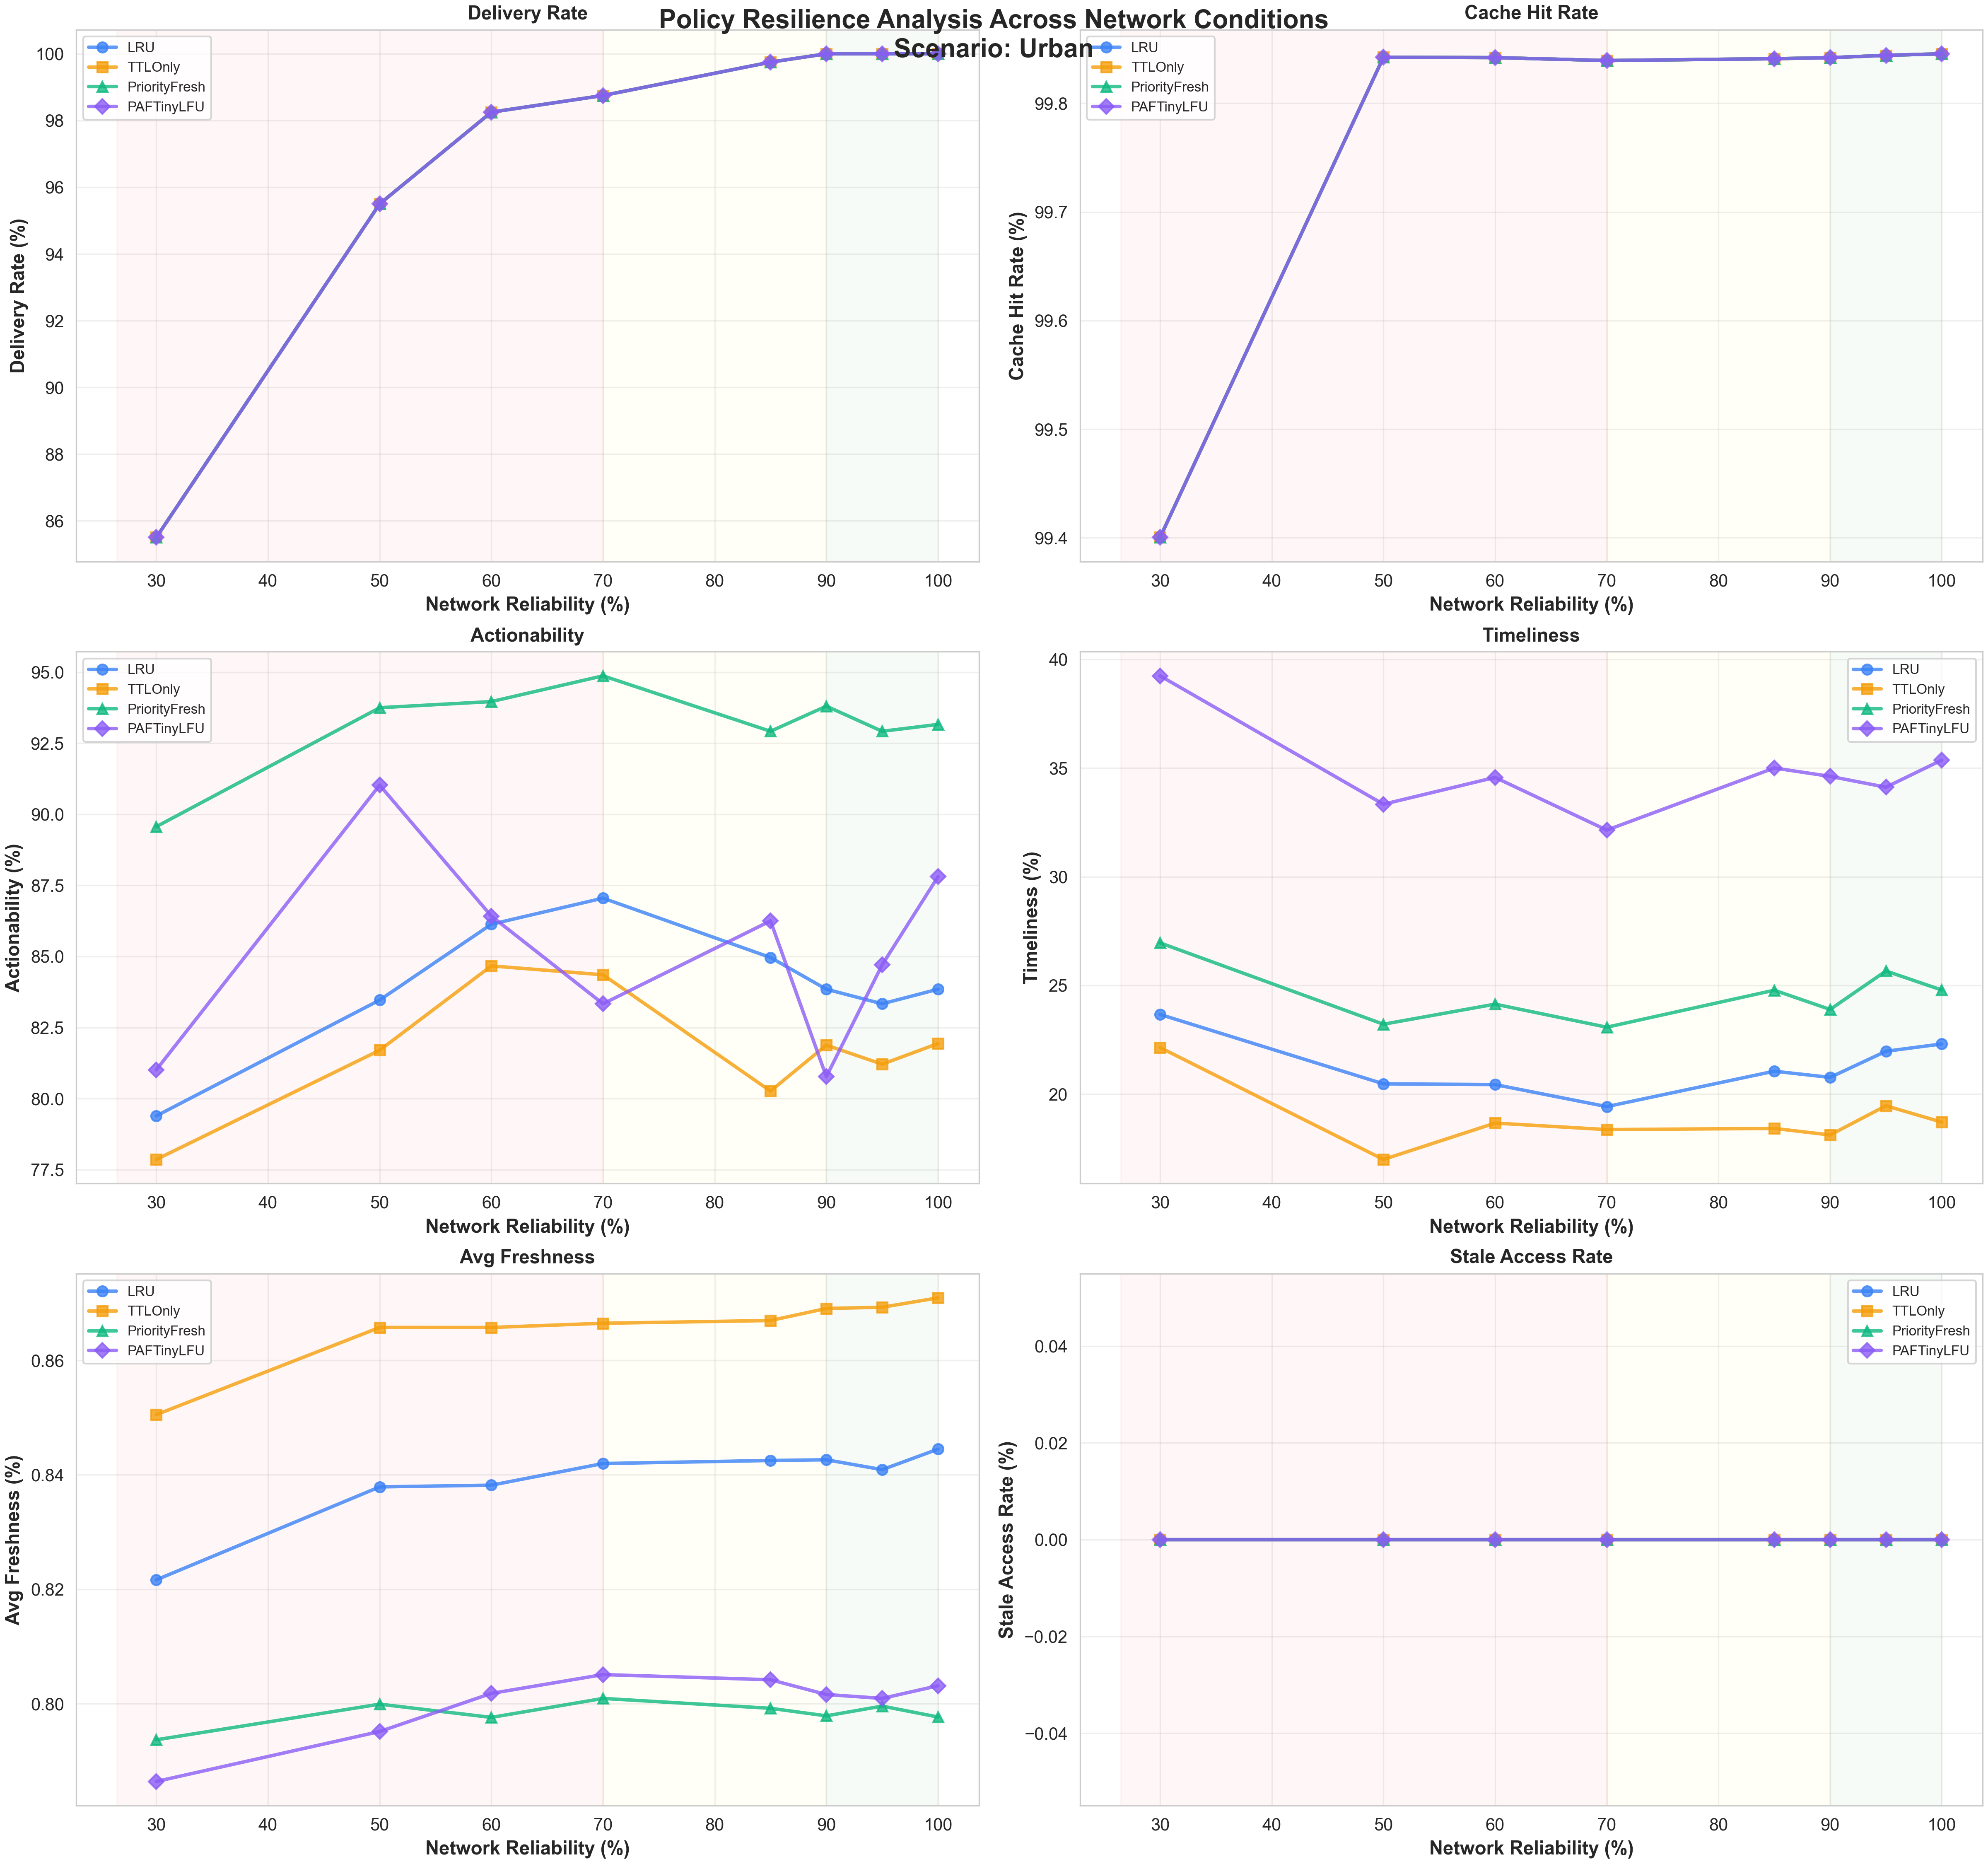 Policy Resilience Analysis Across Network Conditions
Scenario: Urban
Delivery Rate
LRU
TTLOnly
PriorityFresh
PAFTinyLFU
Delivery Rate (%)
100
98
96
94
92
90
88
86
30 40 50 60 70 80 90 100
Network Reliability (%)
Cache Hit Rate
LRU
TTLOnly
PriorityFresh
PAFTinyLFU
Cache Hit Rate (%)
99.8
99.7
99.6
99.5
99.4
30 40 50 60 70 80 90 100
Network Reliability (%)
Actionability
LRU
TTLOnly
PriorityFresh
PAFTinyLFU
Actionability (%)
95.0
92.5
90.0
87.5
85.0
82.5
80.0
77.5
30 40 50 60 70 80 90 100
Network Reliability (%)
Timeliness
LRU
TTLOnly
PriorityFresh
PAFTinyLFU
Timeliness (%)
40
35
30
25
20
30 40 50 60 70 80 90 100
Network Reliability (%)
Avg Freshness
LRU
TTLOnly
PriorityFresh
PAFTinyLFU
Avg Freshness (%)
0.86
0.84
0.82
0.80
30 40 50 60 70 80 90 100
Network Reliability (%)
Stale Access Rate
LRU
TTLOnly
PriorityFresh
PAFTinyLFU
Stale Access Rate (%)
0.04
0.02
0.00
−0.02
−0.04
30 40 50 60 70 80 90 100
Network Reliability (%)